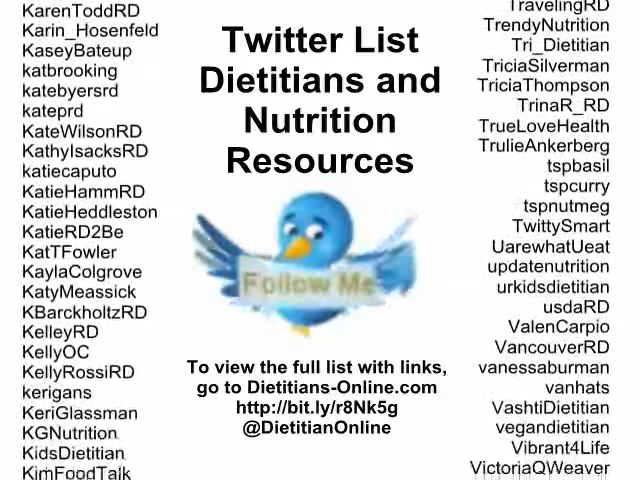 KarenToddRD
Karin_Hosenfeld
KaseyBateup
katbrooking
katebyersrd
kateprd
KateWilsonRD
KathyIsacksRD
katiecaputo
KatieHammRD
KatieHeddleston
KatieRD2Be
KatTFowler
KaylaColgrove
KatyMeassick
KBarckholtzRD
KelleyRD
KellyOC
KellyRossiRD
kerigans
KeriGlassman
KGNutrition
KidsDietitian
KimFoodTalk
Twitter List
Dietitians and
Nutrition
Resources
Follow Me
To view the full list with links,
go to Dietitians-Online.com
http://bit.ly/r8Nk5g
@DietitianOnline
TravelingRD
TrendyNutrition
Tri_Dietitian
TriciaSilverman
TriciaThompson
TrinaR_RD
TrueLoveHealth
TrulieAnkerberg
tspbasil
tspcurry
tspnutmeg
TwittySmart
UarewhatUeat
updatenutrition
urkidsdietitian
usdaRD
ValenCarpio
VancouverRD
vanessaburman
vanhats
VashtiDietitian
vegandietitian
Vibrant4Life
VictoriaQWeaver